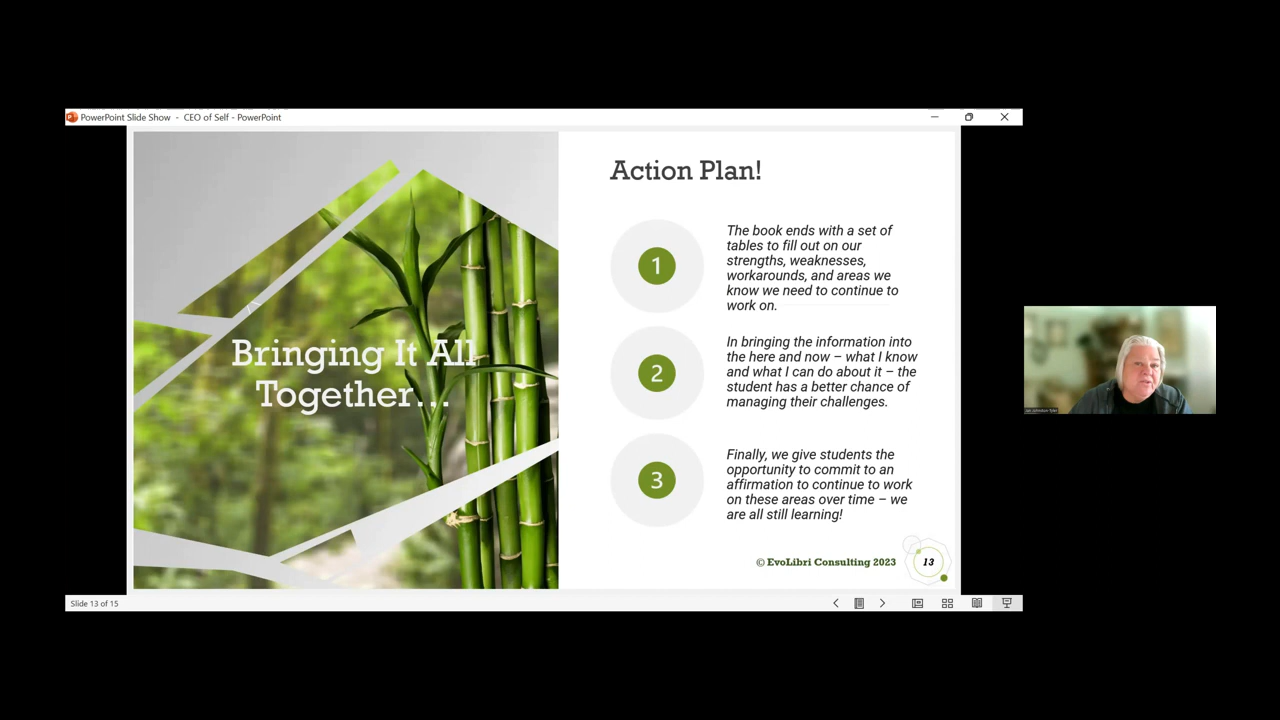 PowerPoint Slide Show - CEO of Self - PowerPoint
Bringing It All
Together...
Action Plan!
1
The book ends with a set of
tables to fill out on our
strengths, weaknesses,
workarounds, and areas we
know we need to continue to
work on.
2
In bringing the information into
the here and now – what I know
and what I can do about it – the
student has a better chance of
managing their challenges.
3
Finally, we give students the
opportunity to commit to an
affirmation to continue to work
on these areas over time – we
are all still learning!
© EvoLibri Consulting 2023
13
Slide 13 of 15